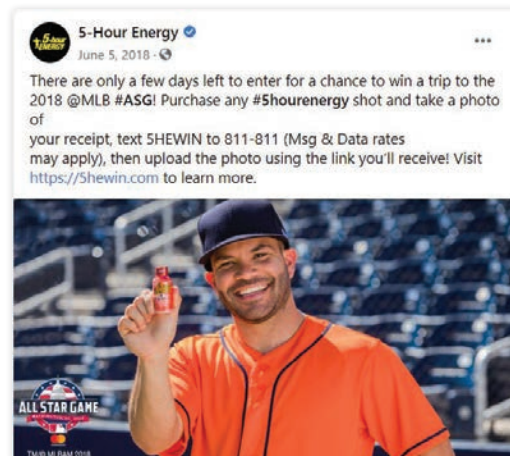 5-Hour Energy
June 5, 2018 ·
There are only a few days left to enter for a chance to win a trip to the
2018 @MLB #ASG! Purchase any #5hourenergy shot and take a photo
of
your receipt, text 5HEWIN to 811-811 (Msg & Data rates
may apply), then upload the photo using the link you'll receive! Visit
https://5hewin.com to learn more.
5-hour
ENERGY
ALL STAR GAME
TM/© MLBAM 2018